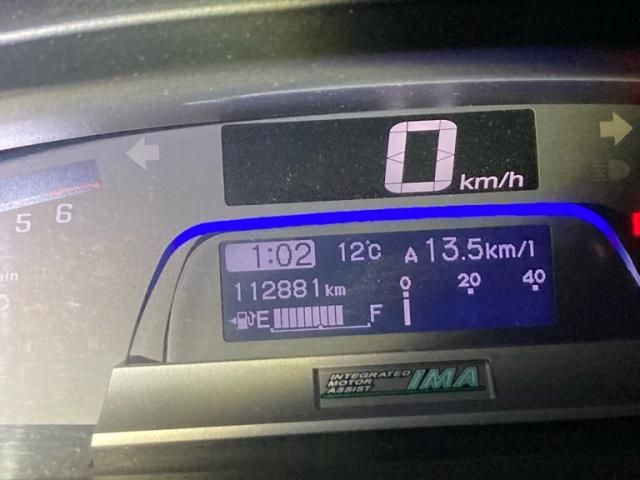 0 km/h
5 6
1:02 12°C A 13.5km/l
112881km 0 20 40
E F
INTEGRATED
MOTOR
ASSIST
IMA